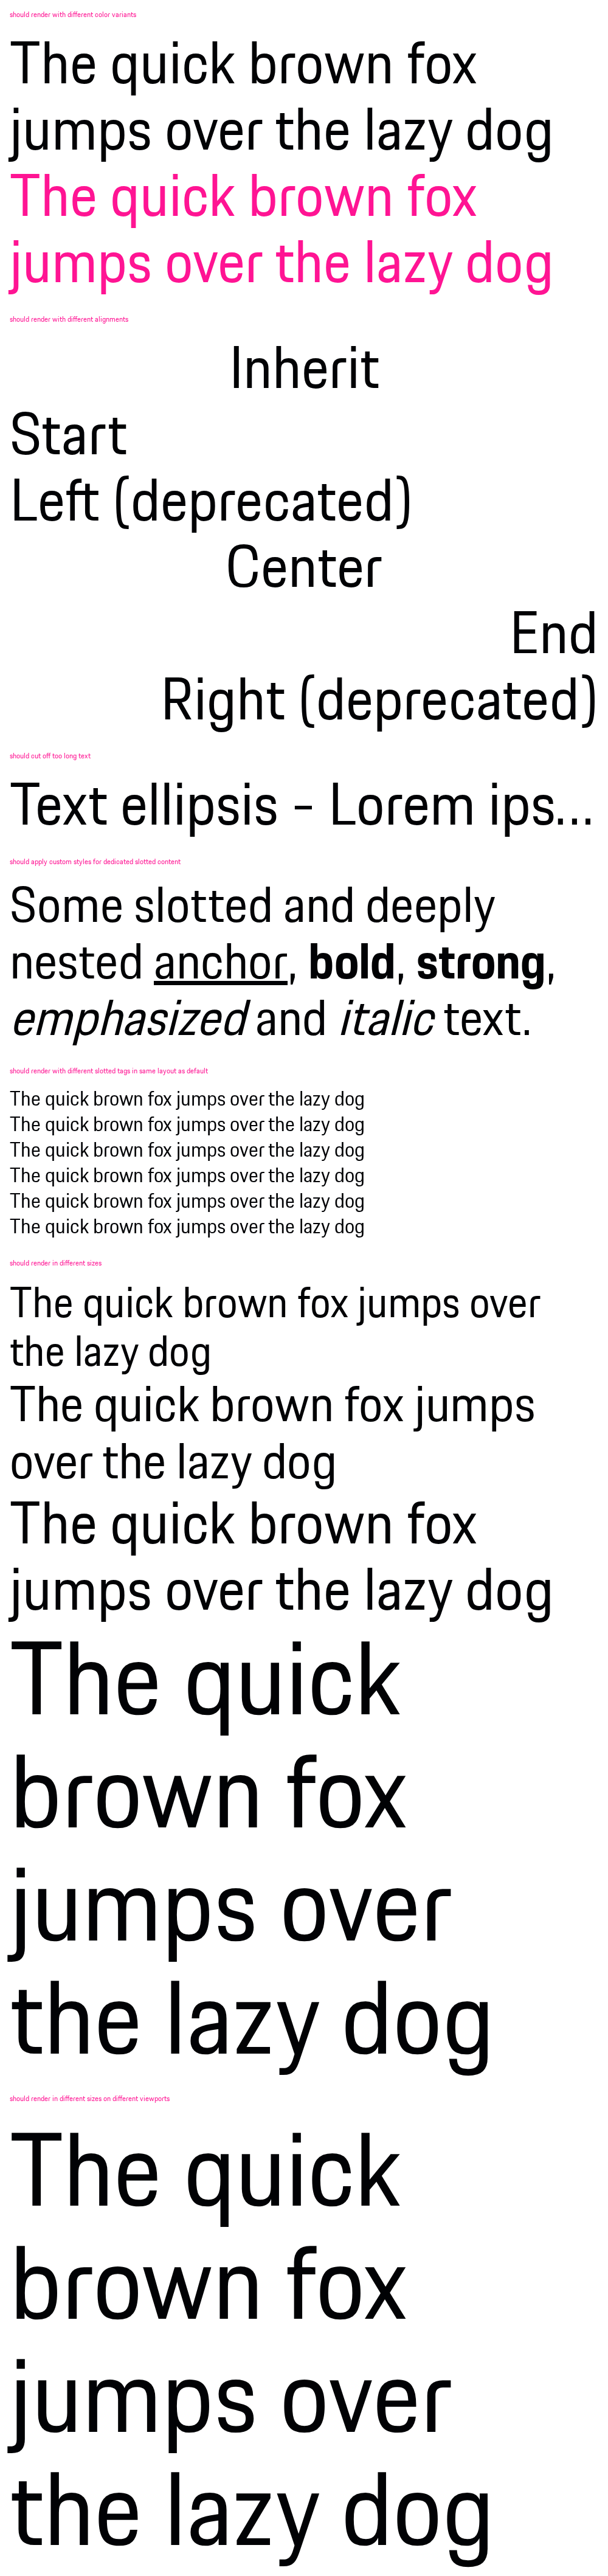 should render with different color variants
The quick brown fox
jumps over the lazy dog
The quick brown fox
jumps over the lazy dog
should render with different alignments
Inherit
Start
Left (deprecated)
Center
End
Right (deprecated)
should cut off too long text
Text ellipsis - Lorem ips...
should apply custom styles for dedicated slotted content
Some slotted and deeply
nested anchor, bold, strong,
emphasized and italic text.
should render with different slotted tags in same layout as default
The quick brown fox jumps over the lazy dog
The quick brown fox jumps over the lazy dog
The quick brown fox jumps over the lazy dog
The quick brown fox jumps over the lazy dog
The quick brown fox jumps over the lazy dog
The quick brown fox jumps over the lazy dog
should render in different sizes
The quick brown fox jumps over
the lazy dog
The quick brown fox jumps
over the lazy dog
The quick brown fox
jumps over the lazy dog
The quick
brown fox
jumps over
the lazy dog
should render in different sizes on different viewports
The quick
brown fox
jumps over
the lazy dog